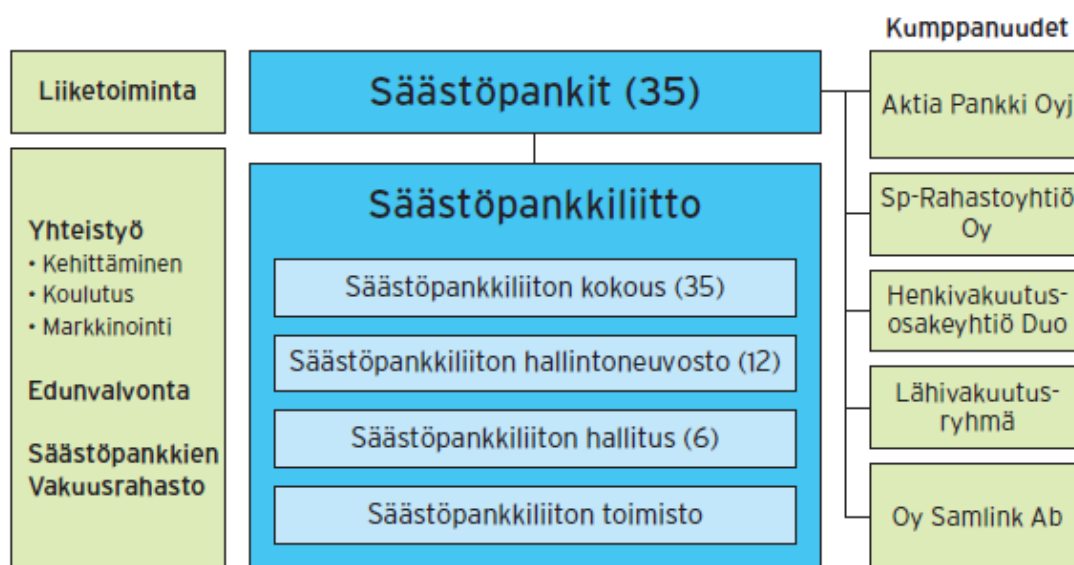 Kumppanuudet
Liiketoiminta
Säästöpankit (35)
Aktia Pankki Oyj
Säästöpankkiliitto
Sp-Rahastoyhtiö
Oy
Yhteistyö
• Kehittäminen
• Koulutus
• Markkinointi
Edunvalvonta
Säästöpankkien
Vakuusrahasto
Säästöpankkiliiton kokous (35)
Säästöpankkiliiton hallintoneuvosto (12)
Säästöpankkiliiton hallitus (6)
Säästöpankkiliiton toimisto
Henkivakuutus-
osakeyhtiö Duo
Lähivakuutus-
ryhmä
Oy Samlink Ab